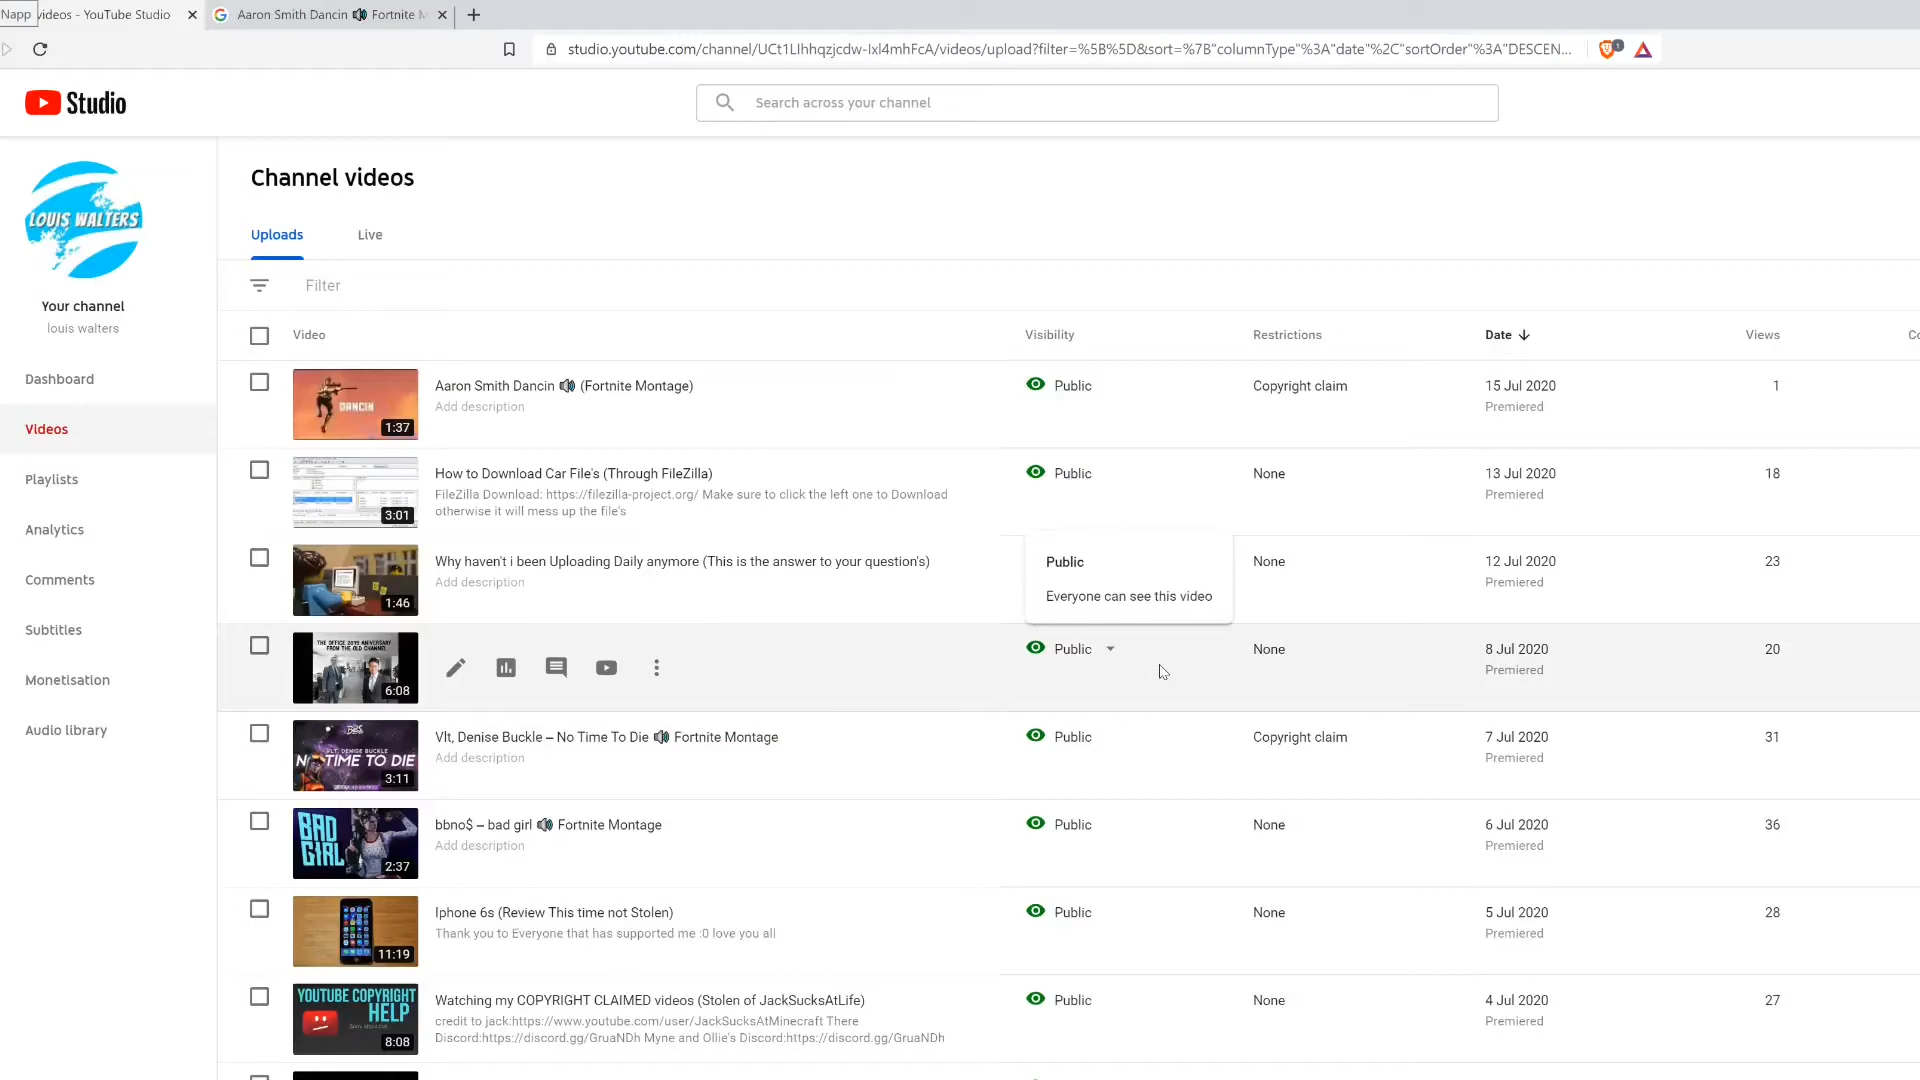 Napp
videos - YouTube Studio
Aaron Smith Dancin 🔊 Fortnite M
studio.youtube.com/channel/UCt1LIhhqzjcdw-IxI4mhFcA/videos/upload?filter=%5B%5D&sort=%7B"columnType"%3A"date"%2C"sortOrder"%3A"DESCEN...
1
Studio
Search across your channel
LOUIS WALTERS
Your channel
louis walters
Dashboard
Videos
Playlists
Analytics
Comments
Subtitles
Monetisation
Audio library
Channel videos
Uploads Live
Filter
Video Visibility Restrictions Date Views Co
DANCIN
1:37
Aaron Smith Dancin 🔊 (Fortnite Montage) Public Copyright claim 15 Jul 2020 1
Add description Premiered
3:01
How to Download Car File's (Through FileZilla) Public None 13 Jul 2020 18
FileZilla Download: https://filezilla-project.org/ Make sure to click the left one to Download Premiered
otherwise it will mess up the file's
1:46
Why haven't i been Uploading Daily anymore (This is the answer to your question's) None 12 Jul 2020 23
Add description Premiered
Public
Everyone can see this video
THE OFFICE 2019 ANIVERSARY
FROM THE OLD CHANNEL
6:08
Public None 8 Jul 2020 20
Premiered
VLT, DENISE BUCKLE
NO TIME TO DIE
3:11
Vlt, Denise Buckle – No Time To Die 🔊 Fortnite Montage Public Copyright claim 7 Jul 2020 31
Add description Premiered
BAD
GIRL
2:37
bbno$ – bad girl 🔊 Fortnite Montage Public None 6 Jul 2020 36
Add description Premiered
11:19
Iphone 6s (Review This time not Stolen) Public None 5 Jul 2020 28
Thank you to Everyone that has supported me :0 love you all Premiered
YOUTUBE COPYRIGHT
HELP
8:08
Watching my COPYRIGHT CLAIMED videos (Stolen of JackSucksAtLife) Public None 4 Jul 2020 27
credit to jack:https://www.youtube.com/user/JackSucksAtMinecraft There Premiered
Discord:https://discord.gg/GruaNDh Myne and Ollie's Discord:https://discord.gg/GruaNDh